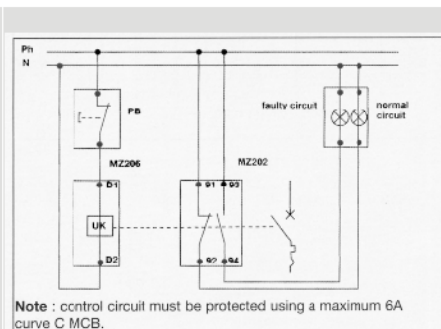 Ph
N
faulty circuit
normal
circuit
PB
MZ206
MZ202
D1
91 93
UK
D2
92 94
Note : control circuit must be protected using a maximum 6A
curve C MCB.